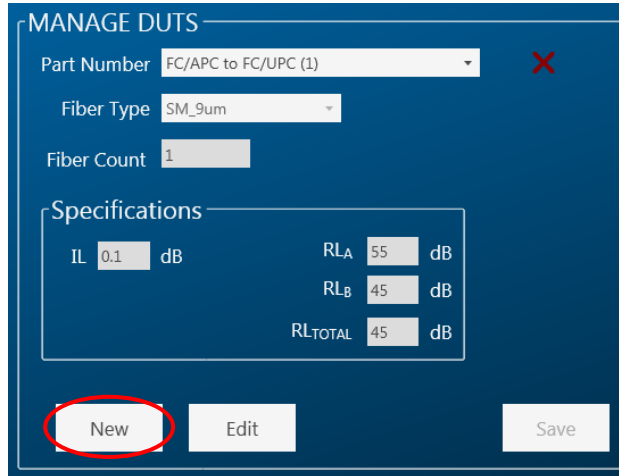 MANAGE DUTS
Part Number FC/APC to FC/UPC (1)
Fiber Type SM_9um
Fiber Count 1
Specifications
IL 0.1 dB RLA 55 dB
RLB 45 dB
RLTOTAL 45 dB
New Edit Save